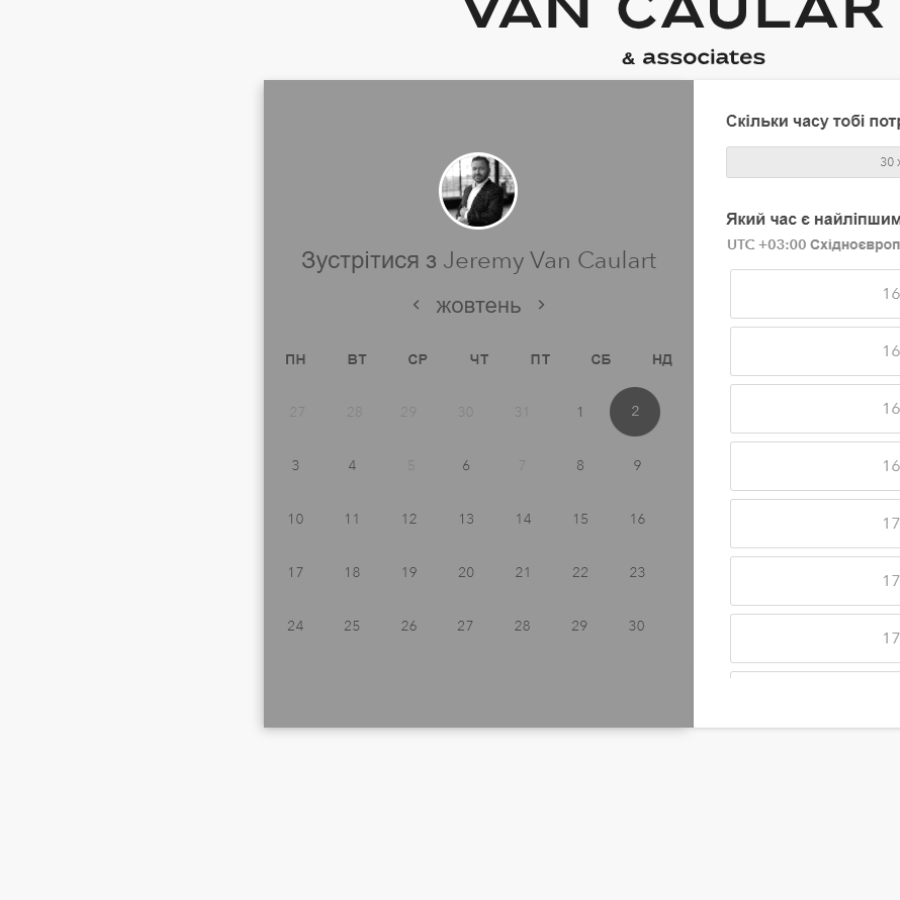 VAN CAULAR
& associates
Зустрітися з Jeremy Van Caulart
жовтень
ПН ВТ СР ЧТ ПТ СБ НД
27 28 29 30 31 1 2
3 4 5 6 7 8 9
10 11 12 13 14 15 16
17 18 19 20 21 22 23
24 25 26 27 28 29 30
Скільки часу тобі потр
30 х
Який час є найліпшим
UTC +03:00 Східноєвроп
16
16
16
16
17
17
17